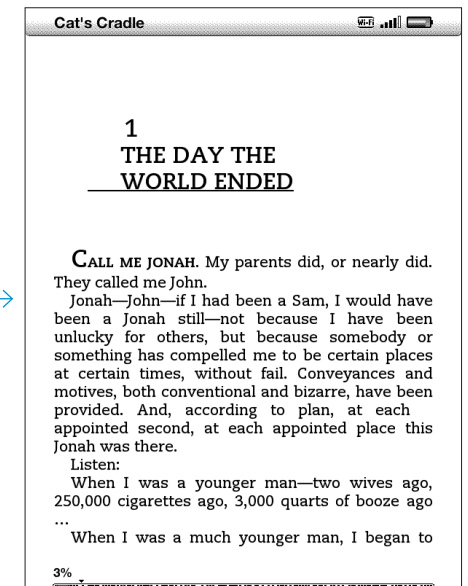 Cat's Cradle Wi-Fi
1
THE DAY THE
WORLD ENDED
CALL ME JONAH. My parents did, or nearly did.
They called me John.
Jonah—John—if I had been a Sam, I would have
been a Jonah still—not because I have been
unlucky for others, but because somebody or
something has compelled me to be certain places
at certain times, without fail. Conveyances and
motives, both conventional and bizarre, have been
provided. And, according to plan, at each
appointed second, at each appointed place this
Jonah was there.
Listen:
When I was a younger man—two wives ago,
250,000 cigarettes ago, 3,000 quarts of booze ago
…
When I was a much younger man, I began to
3%